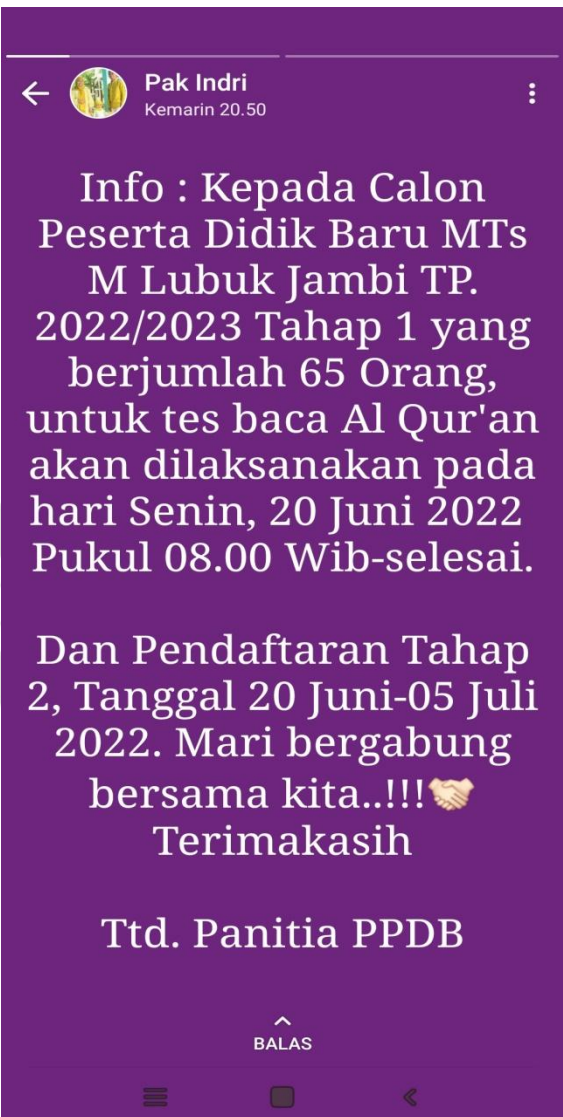 Pak Indri
Kemarin 20.50
Info : Kepada Calon
Peserta Didik Baru MTs
M Lubuk Jambi TP.
2022/2023 Tahap 1 yang
berjumlah 65 Orang,
untuk tes baca Al Qur'an
akan dilaksanakan pada
hari Senin, 20 Juni 2022
Pukul 08.00 Wib-selesai.
Dan Pendaftaran Tahap
2, Tanggal 20 Juni-05 Juli
2022. Mari bergabung
bersama kita..!!!🤝🏻
Terimakasih
Ttd. Panitia PPDB
BALAS